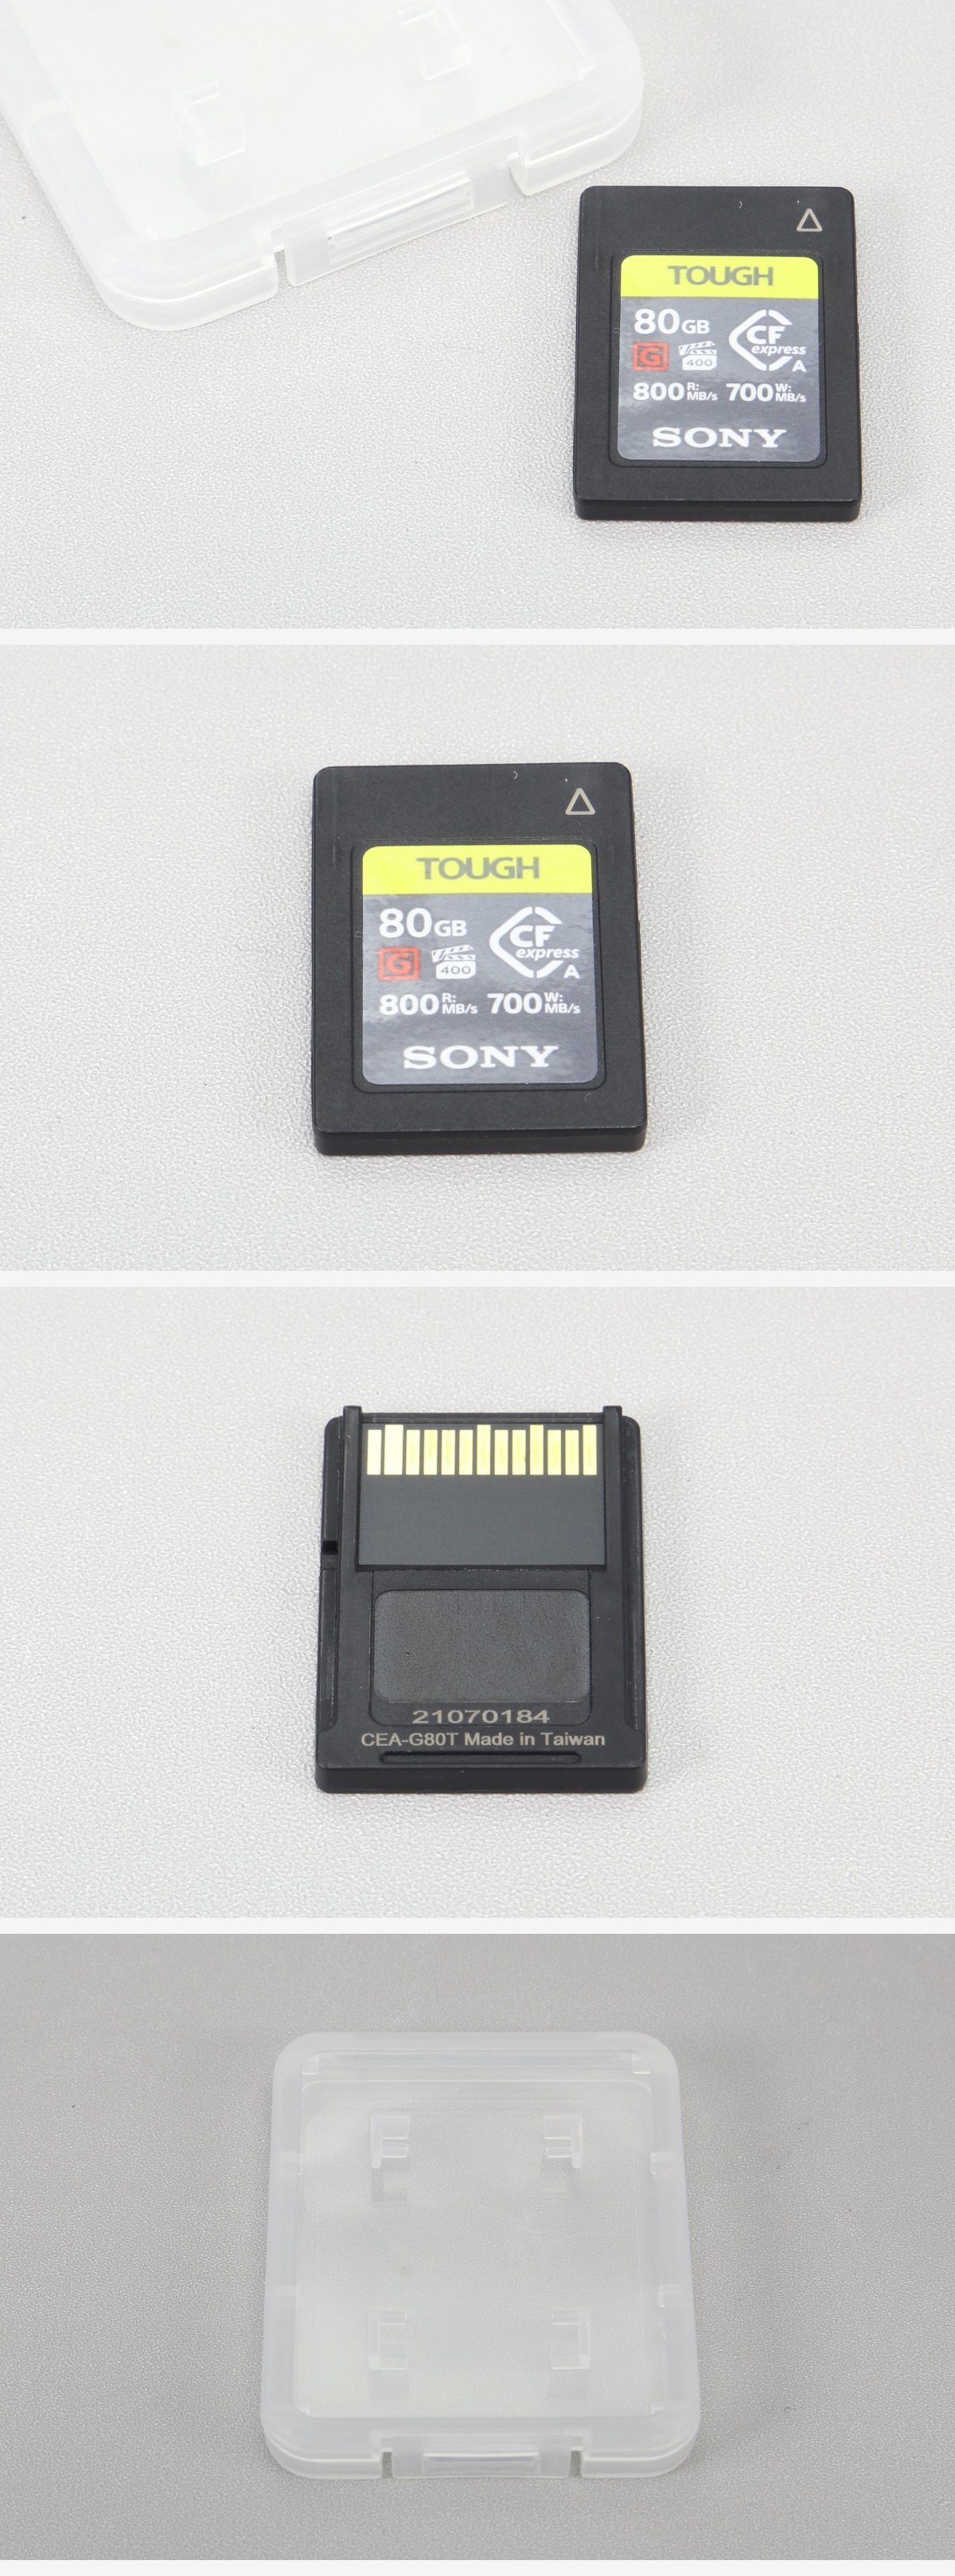 TOUGH
80GB
CF
express
G
400
A
800 R: MB/s 700 W: MB/s
SONY
TOUGH
80GB
CF
express
G
400
A
800 R: MB/s 700 W: MB/s
SONY
21070184
CEA-G80T Made in Taiwan